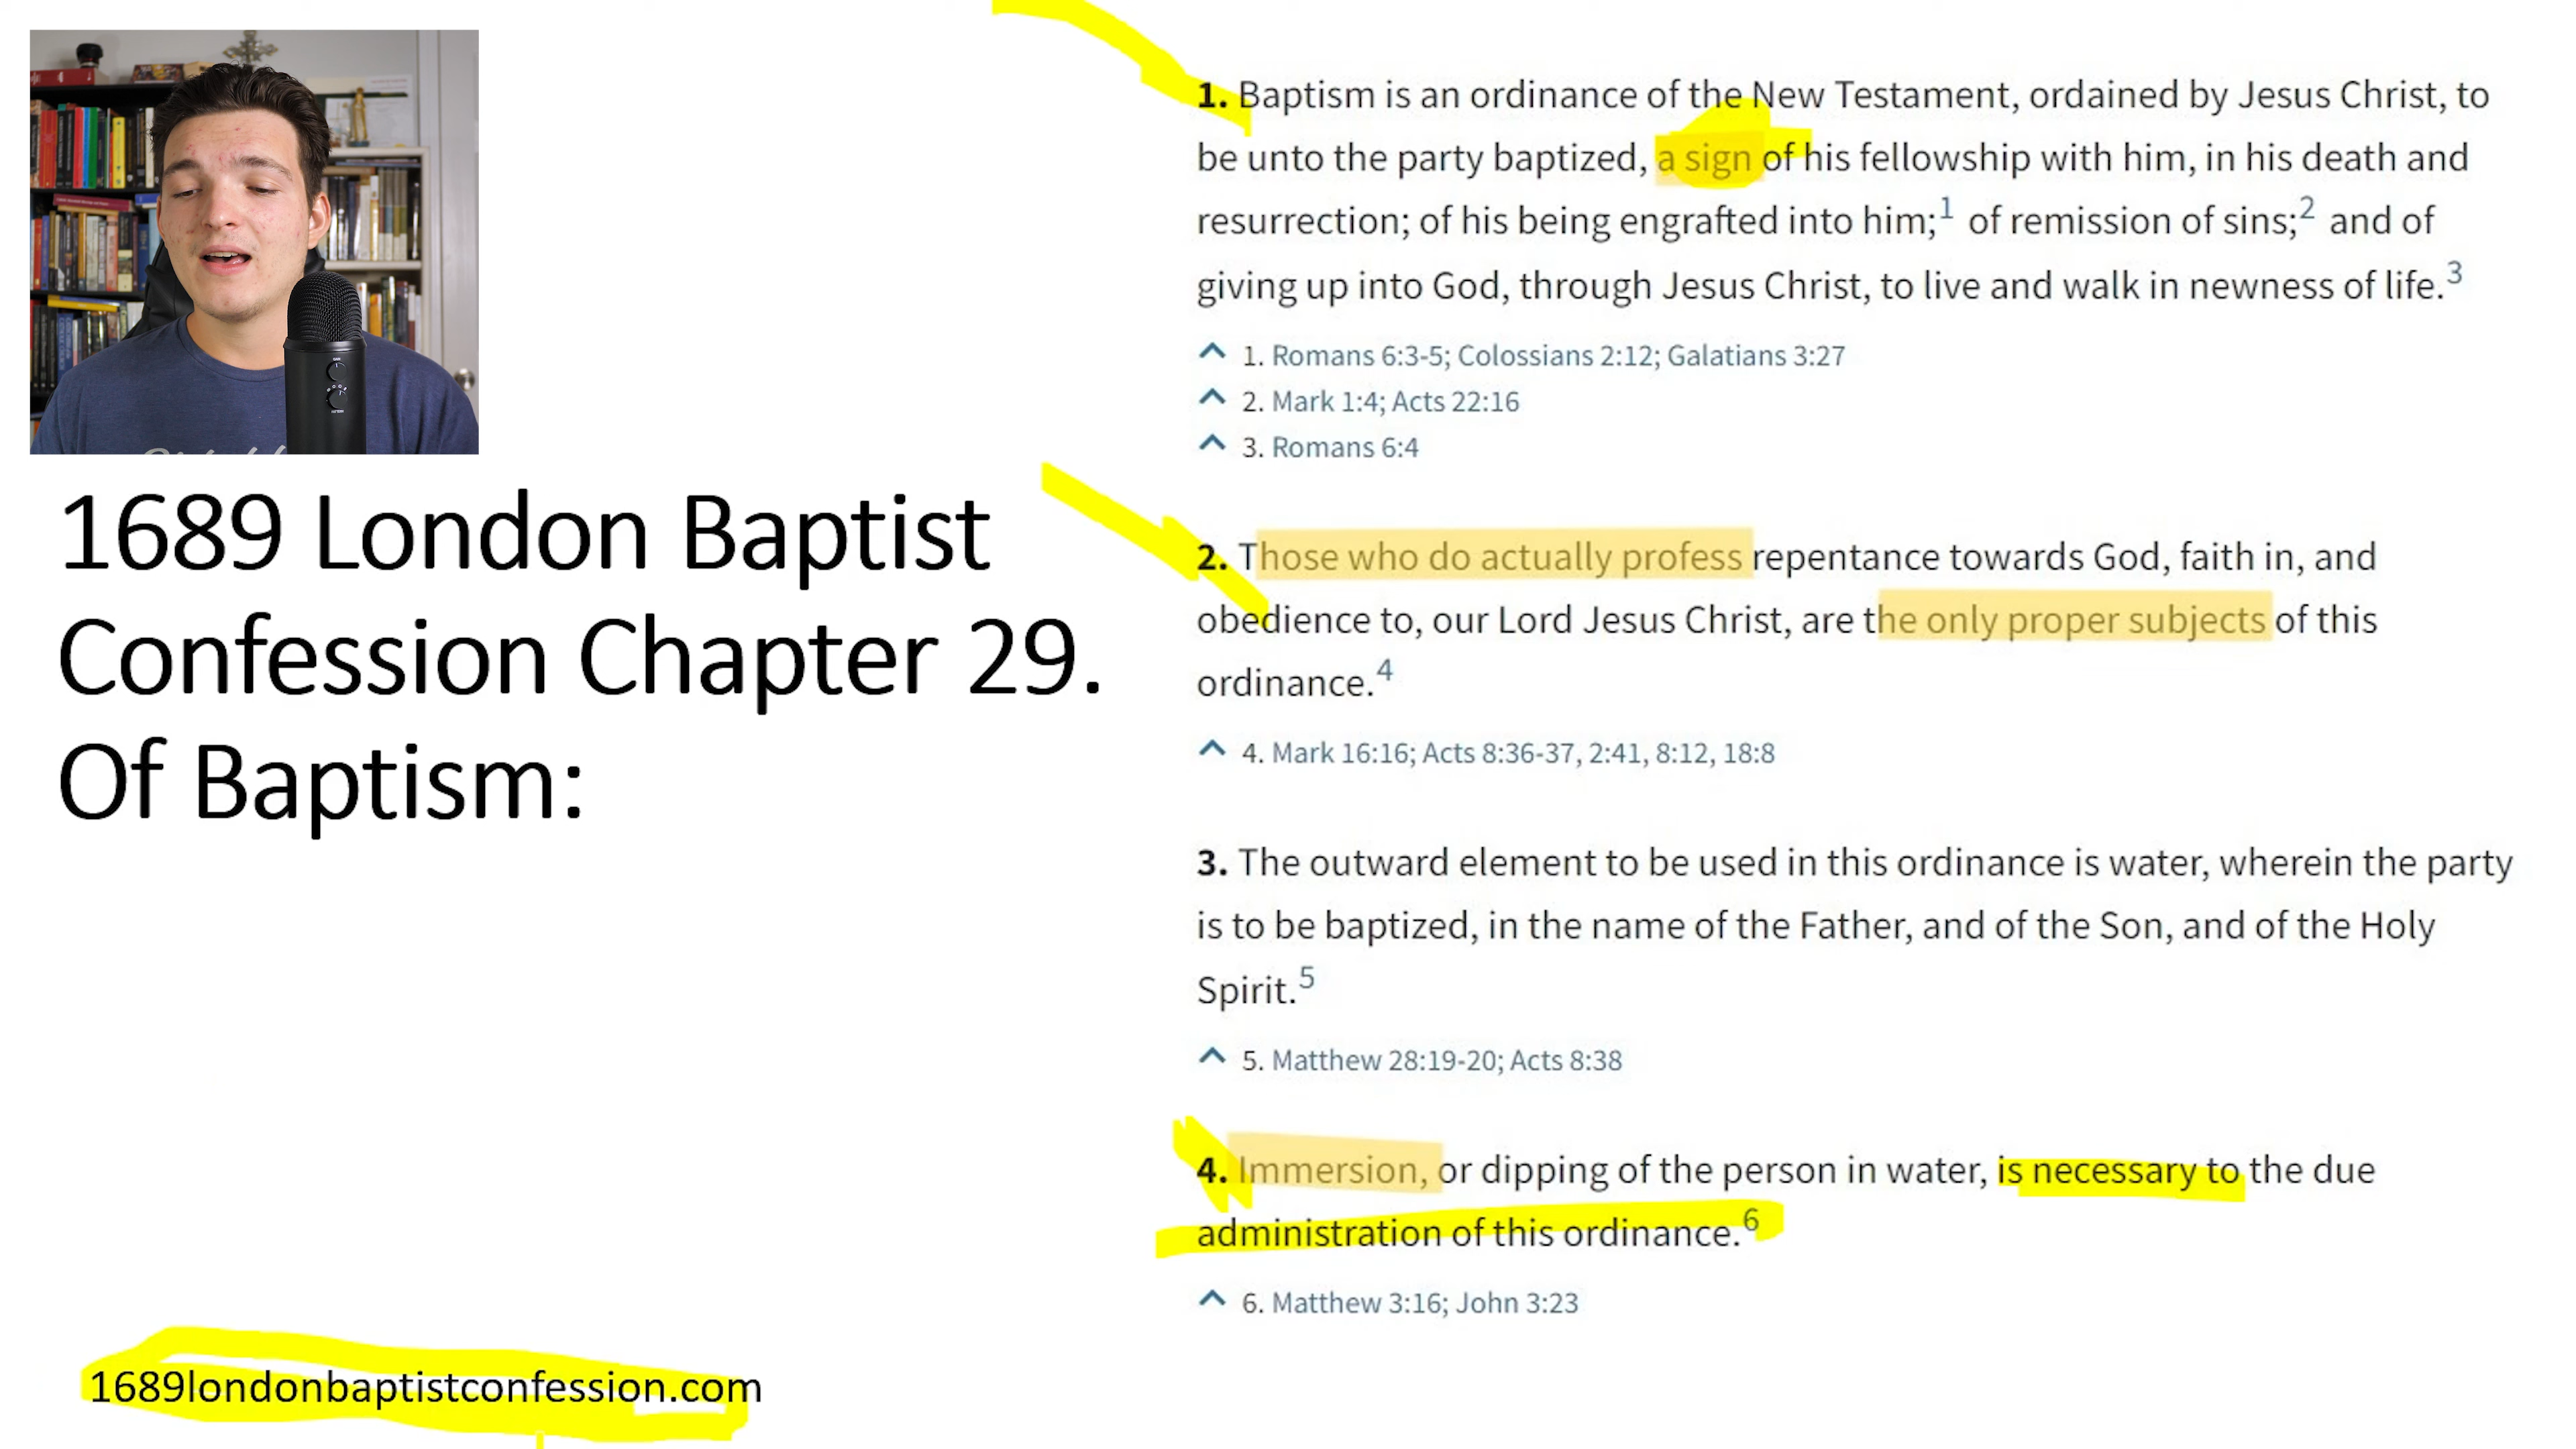 1689 London Baptist
Confession Chapter 29.
Of Baptism:
1689londonbaptistconfession.com
1. Baptism is an ordinance of the New Testament, ordained by Jesus Christ, to
be unto the party baptized, a sign of his fellowship with him, in his death and
resurrection; of his being engrafted into him;1 of remission of sins;2 and of
giving up into God, through Jesus Christ, to live and walk in newness of life.3
^ 1. Romans 6:3-5; Colossians 2:12; Galatians 3:27
^ 2. Mark 1:4; Acts 22:16
^ 3. Romans 6:4
2. Those who do actually profess repentance towards God, faith in, and
obedience to, our Lord Jesus Christ, are the only proper subjects of this
ordinance.4
^ 4. Mark 16:16; Acts 8:36-37, 2:41, 8:12, 18:8
3. The outward element to be used in this ordinance is water, wherein the party
is to be baptized, in the name of the Father, and of the Son, and of the Holy
Spirit.5
^ 5. Matthew 28:19-20; Acts 8:38
4. Immersion, or dipping of the person in water, is necessary to the due
administration of this ordinance.6
^ 6. Matthew 3:16; John 3:23